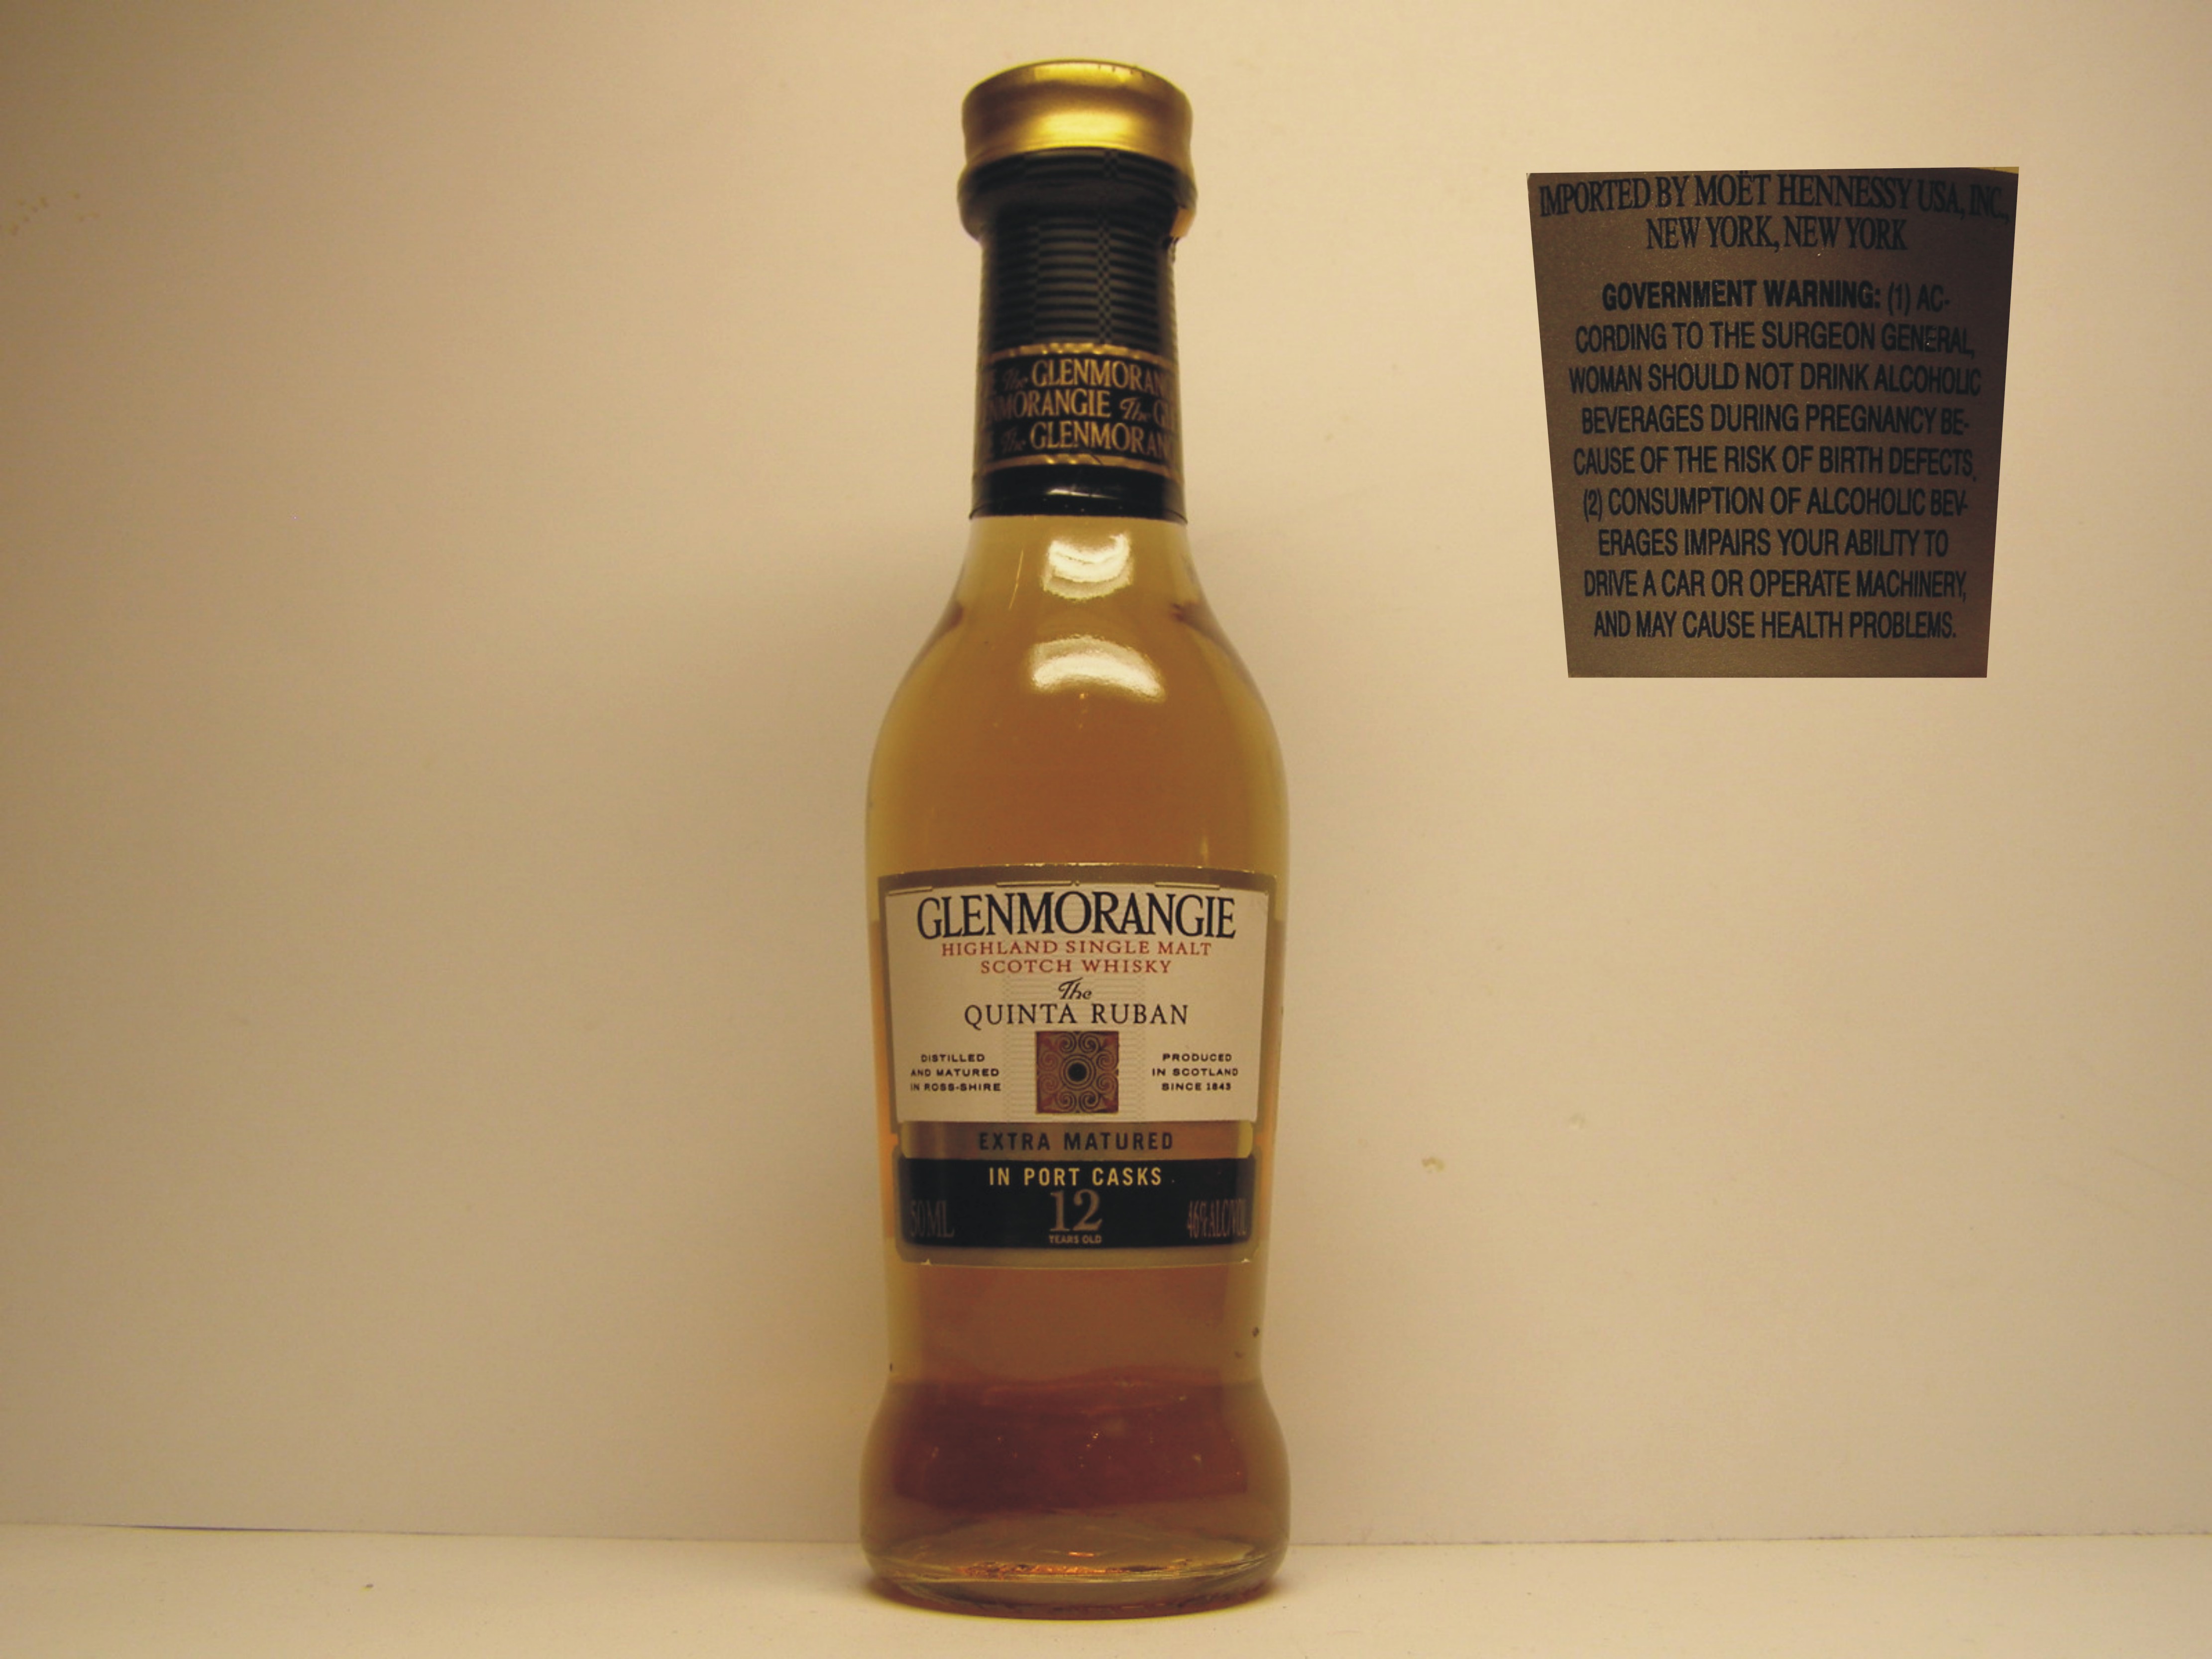 The GLENMORAN
NMORANGIE The G
The GLENMORAN
GLENMORANGIE
HIGHLAND SINGLE MALT
SCOTCH WHISKY
The
QUINTA RUBAN
DISTILLED
AND MATURED
IN ROSS-SHIRE
PRODUCED
IN SCOTLAND
SINCE 1843
EXTRA MATURED
IN PORT CASKS
50ML
12
YEARS OLD
46%ALC/VOL
IMPORTED BY MOËT HENNESSY USA, INC.,
NEW YORK, NEW YORK
GOVERNMENT WARNING: (1) AC-
CORDING TO THE SURGEON GENERAL,
WOMAN SHOULD NOT DRINK ALCOHOLIC
BEVERAGES DURING PREGNANCY BE-
CAUSE OF THE RISK OF BIRTH DEFECTS.
(2) CONSUMPTION OF ALCOHOLIC BEV-
ERAGES IMPAIRS YOUR ABILITY TO
DRIVE A CAR OR OPERATE MACHINERY,
AND MAY CAUSE HEALTH PROBLEMS.